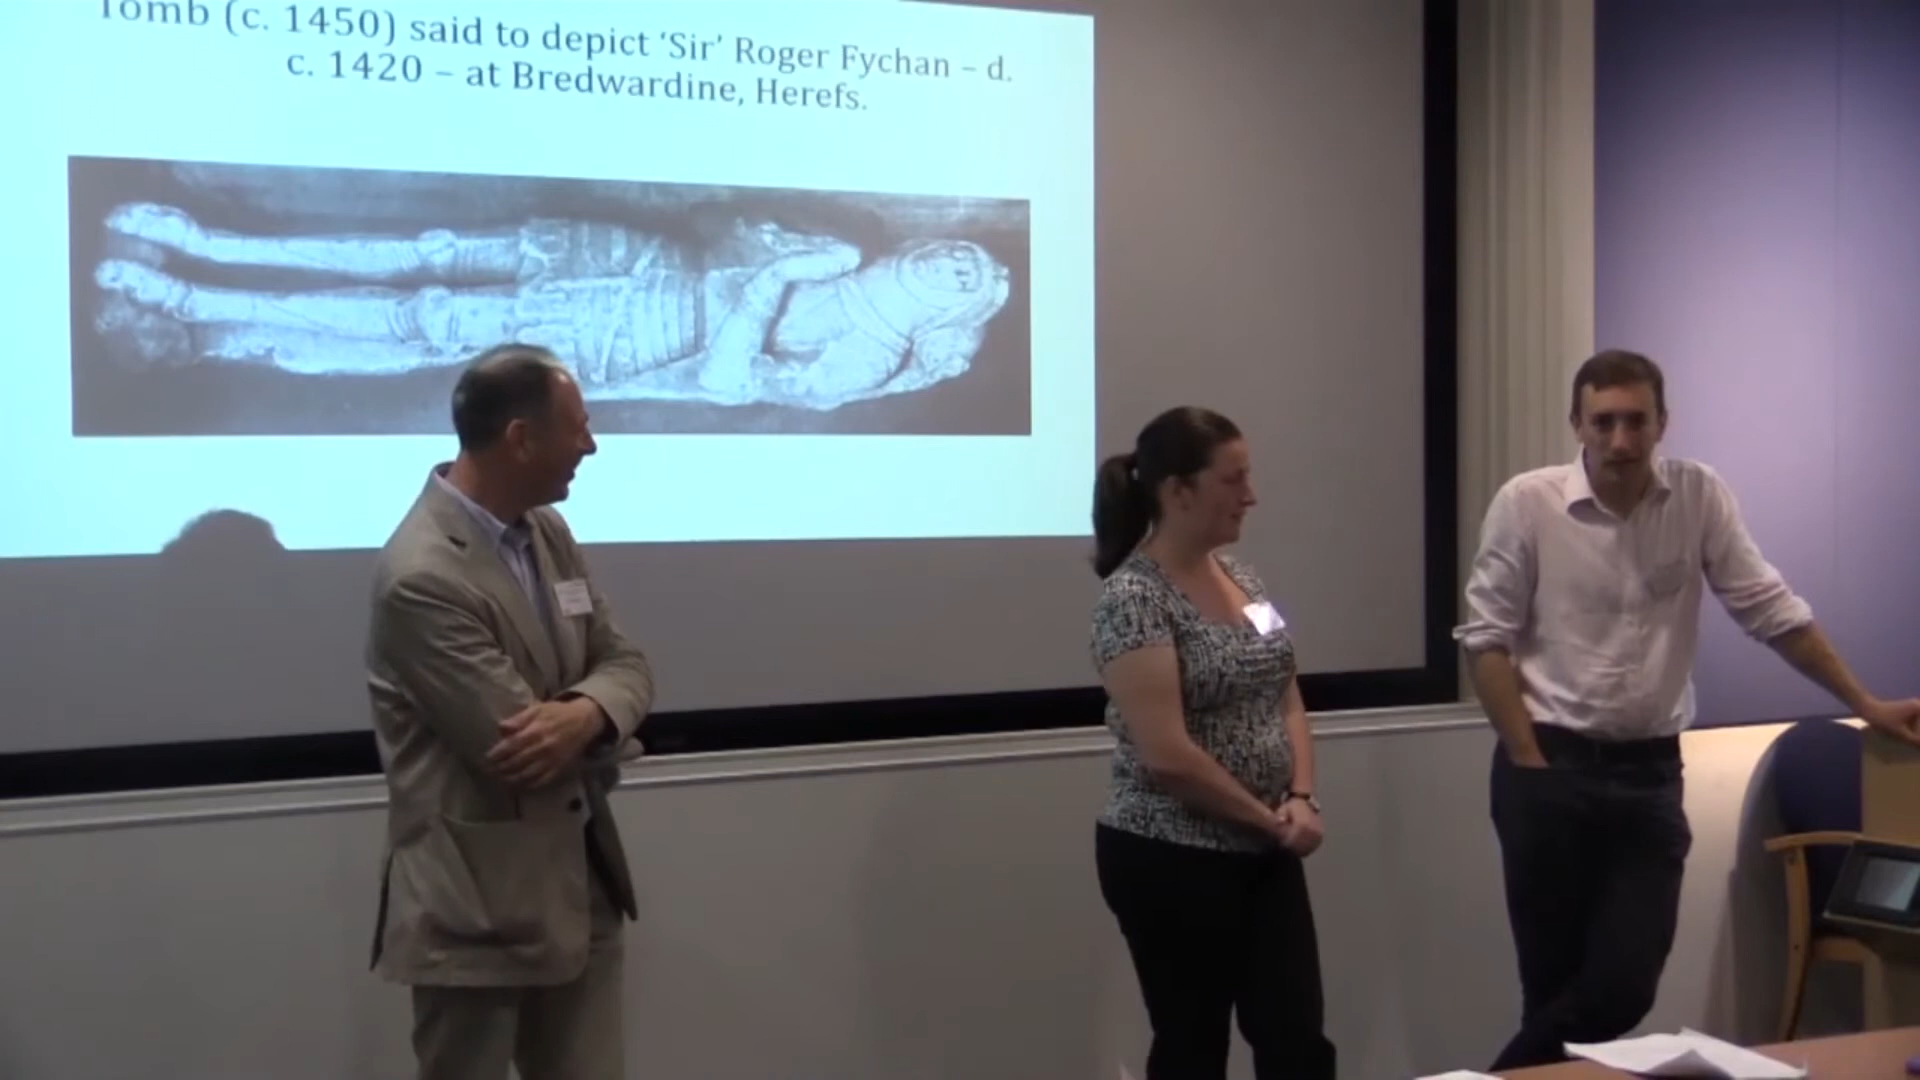 Tomb (c. 1450) said to depict ‘Sir’ Roger Fychan – d.
c. 1420 – at Bredwardine, Herefs.